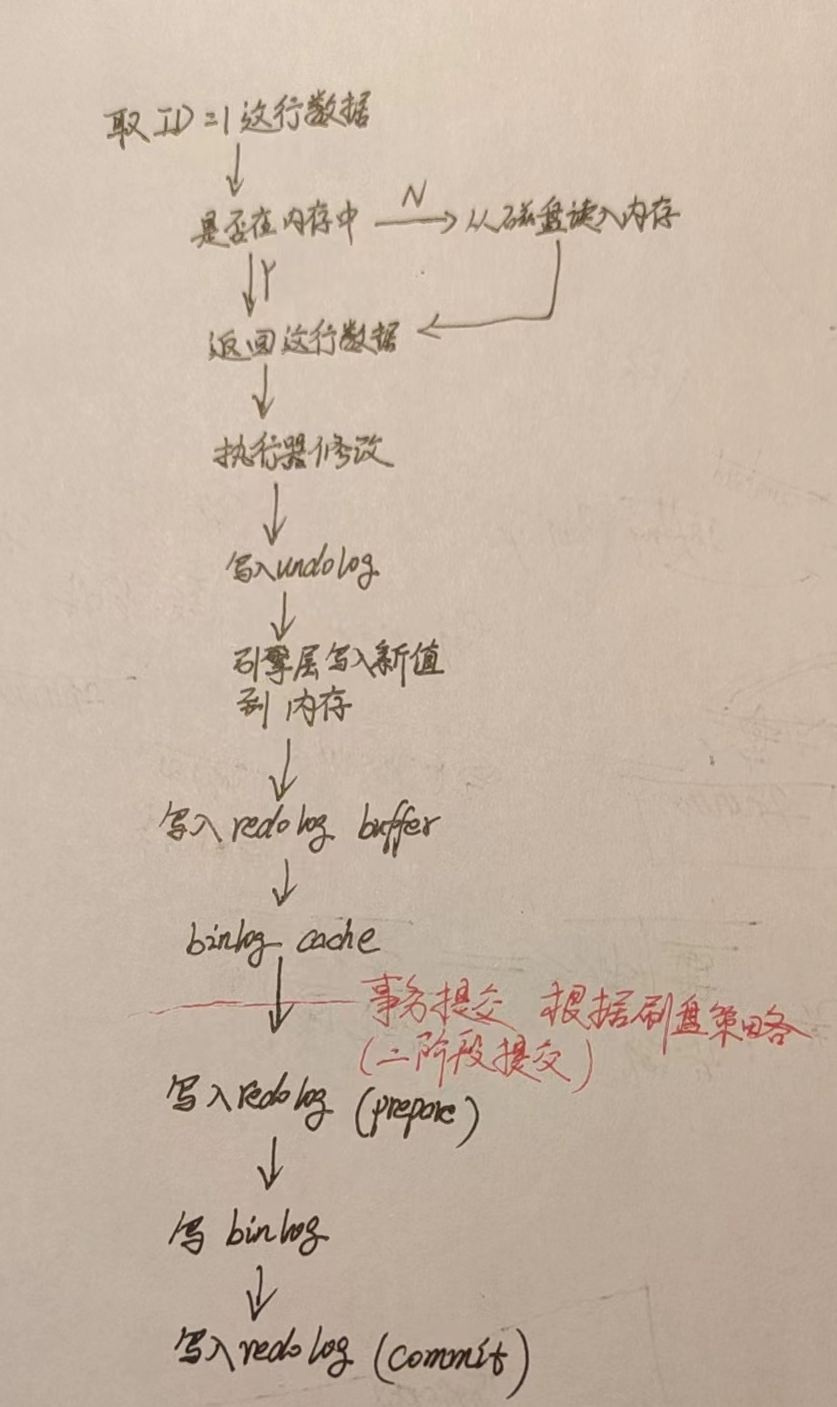 取ID=1这行数据
是否在内存中 N 从磁盘读入内存
Y
返回这行数据
执行器修改
写入undolog
引擎层写入新值
到内存
写入redolog buffer
binlog cache
事务提交 根据刷盘策略
(二阶段提交)
写入redolog (prepare)
写binlog
写入redolog (commit)